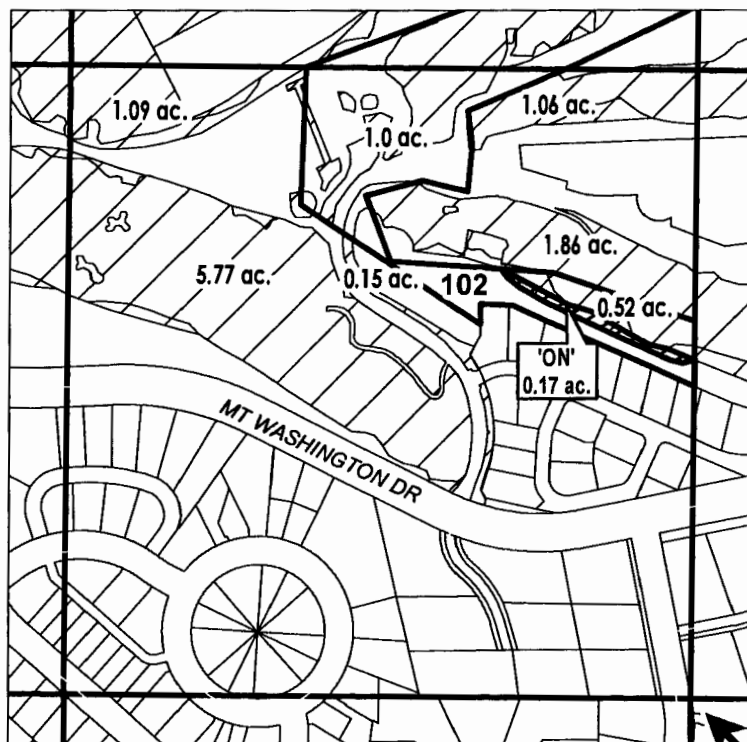 1.09 ac.
1.06 ac.
1.0 ac.
1.86 ac.
5.77 ac.
0.15 ac.
102
0.52 ac.
'ON'
0.17 ac.
MT WASHINGTON DR